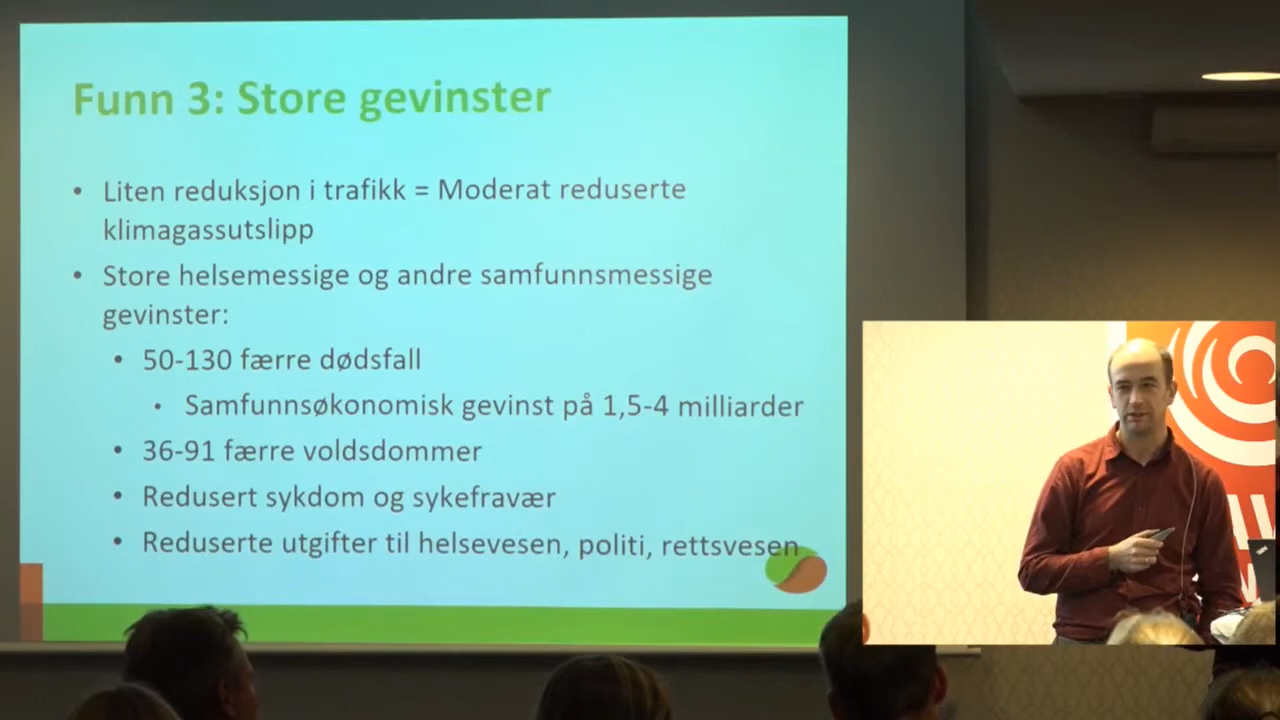 Funn 3: Store gevinster
• Liten reduksjon i trafikk = Moderat reduserte
klimagassutslipp
• Store helsemessige og andre samfunnsmessige
gevinster:
• 50-130 færre dødsfall
• Samfunnsøkonomisk gevinst på 1,5-4 milliarder
• 36-91 færre voldsdommer
• Redusert sykdom og sykefravær
• Reduserte utgifter til helsevesen, politi, rettsvesen